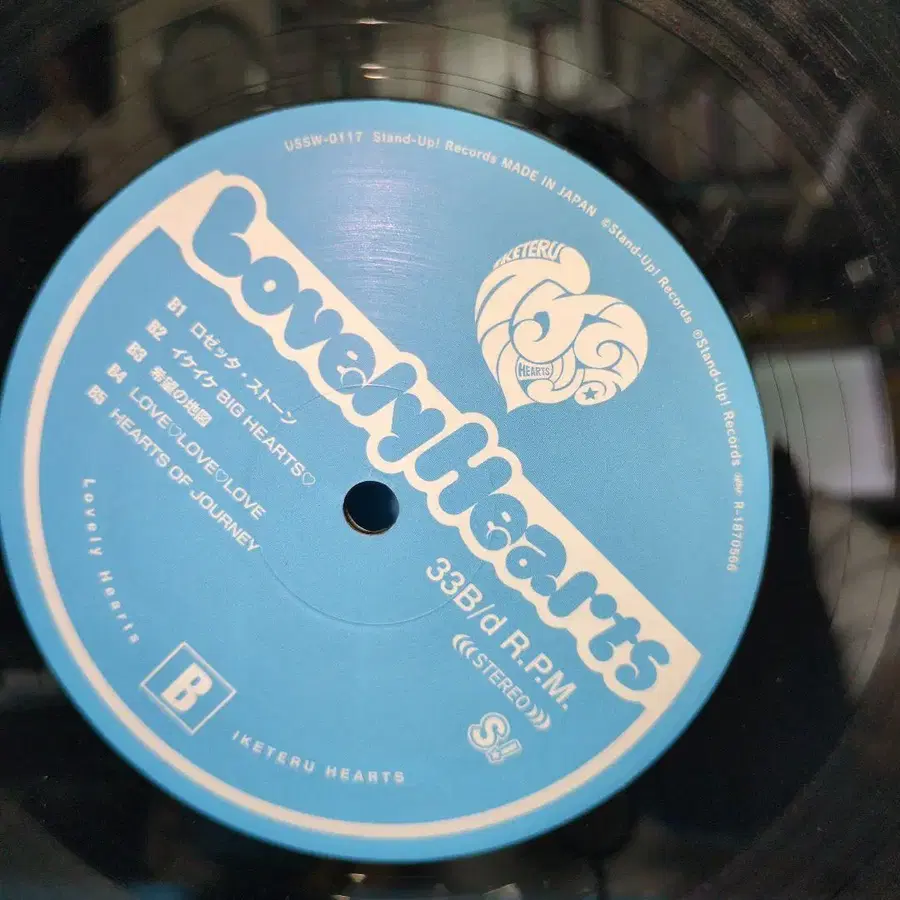 USSW-0117 Stand-Up! Records MADE IN JAPAN ©Stand-Up! Records ℗Stand-Up! Records R-1870566
IKETERU
HEARTS
Lovely Hearts
B1 ロゼッタ・ストーン
B2 イケイケ BIG HEARTS♡
B3 希望の地図
B4 LOVE♡LOVE♡LOVE
B5 HEARTS OF JOURNEY
33B/d R.P.M.
(((STEREO)))
S!
Lovely Hearts
B
IKETERU HEARTS